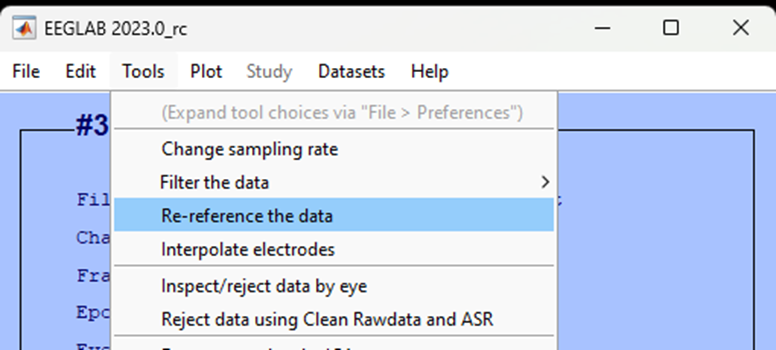 EEGLAB 2023.0_rc
File Edit Tools Plot Study Datasets Help
(Expand tool choices via "File > Preferences")
#3
Change sampling rate
Filter the data
Fil
Re-reference the data
Cha
Interpolate electrodes
Fra
Inspect/reject data by eye
Epo
Reject data using Clean Rawdata and ASR